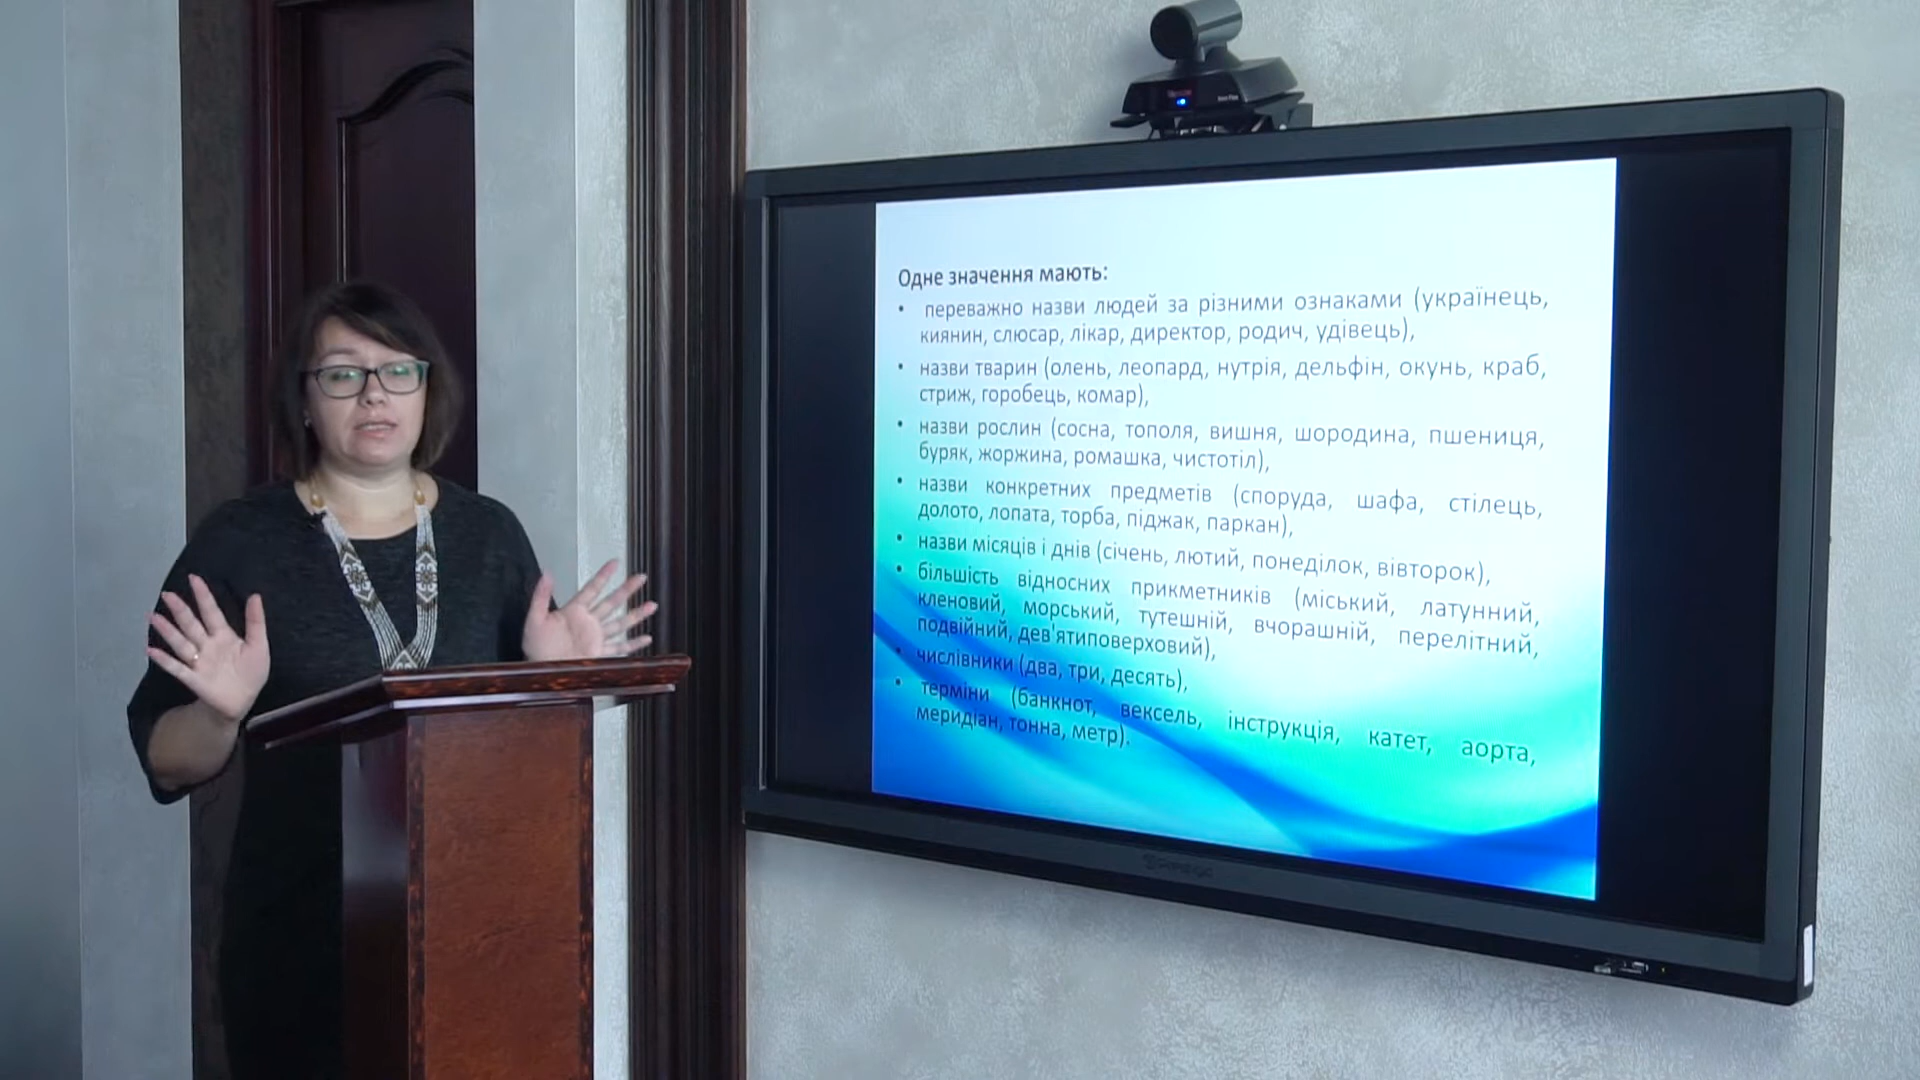 Одне значення мають:
• переважно назви людей за різними ознаками (українець,
киянин, слюсар, лікар, директор, родич, удівець),
• назви тварин (олень, леопард, нутрія, дельфін, окунь, краб,
стриж, горобець, комар),
• назви рослин (сосна, тополя, вишня, шородина, пшениця,
буряк, жоржина, ромашка, чистотіл),
• назви конкретних предметів (споруда, шафа, стілець,
долото, лопата, торба, піджак, паркан),
• назви місяців і днів (січень, лютий, понеділок, вівторок),
• більшість відносних прикметників (міський, латунний,
кленовий, морський, тутешній, вчорашній, перелітний,
подвійний, дев'ятиповерховий),
• числівники (два, три, десять),
• терміни (банкнот, вексель, інструкція, катет, аорта,
меридіан, тонна, метр).